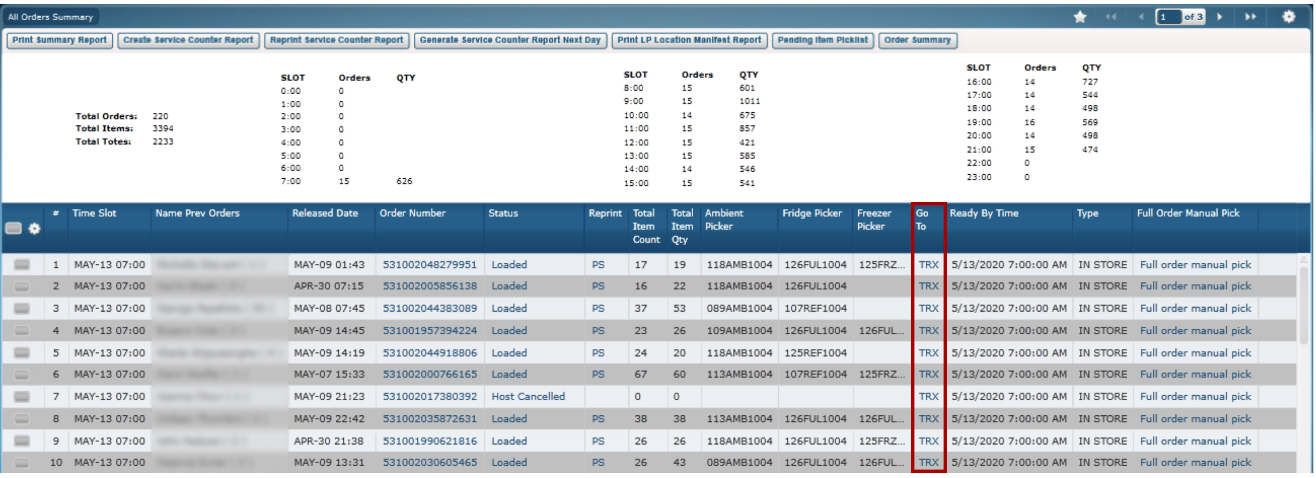 All Orders Summary
1 of 3
Print Summary Report Create Service Counter Report Reprint Service Counter Report Generate Service Counter Report Next Day Print LP Location Manifest Report Pending Item Picklist Order Summary
Total Orders: 220
Total Items: 3394
Total Totes: 2233
SLOT Orders QTY
0:00 0
1:00 0
2:00 0
3:00 0
4:00 0
5:00 0
6:00 0
7:00 15 626
SLOT Orders QTY
8:00 15 601
9:00 15 1011
10:00 14 675
11:00 15 857
12:00 15 421
13:00 15 585
14:00 14 546
15:00 15 541
SLOT Orders QTY
16:00 14 727
17:00 14 544
18:00 14 498
19:00 16 569
20:00 14 498
21:00 15 474
22:00 0
23:00 0
# Time Slot Name Prev Orders Released Date Order Number Status Reprint Total Item Count Total Item Qty Ambient Picker Fridge Picker Freezer Picker Go To Ready By Time Type Full Order Manual Pick
1 MAY-13 07:00 MAY-09 01:43 531002048279951 Loaded PS 17 19 118AMB1004 126FUL1004 125FRZ... TRX 5/13/2020 7:00:00 AM IN STORE Full order manual pick
2 MAY-13 07:00 APR-30 07:15 531002005856138 Loaded PS 16 22 118AMB1004 126FUL1004 TRX 5/13/2020 7:00:00 AM IN STORE Full order manual pick
3 MAY-13 07:00 MAY-08 07:45 531002044383089 Loaded PS 37 53 089AMB1004 107REF1004 TRX 5/13/2020 7:00:00 AM IN STORE Full order manual pick
4 MAY-13 07:00 MAY-09 14:45 531001957394224 Loaded PS 23 26 109AMB1004 126FUL1004 126FUL... TRX 5/13/2020 7:00:00 AM IN STORE Full order manual pick
5 MAY-13 07:00 MAY-09 14:19 531002044918806 Loaded PS 24 20 118AMB1004 125REF1004 TRX 5/13/2020 7:00:00 AM IN STORE Full order manual pick
6 MAY-13 07:00 MAY-07 15:33 531002000766165 Loaded PS 67 60 113AMB1004 107REF1004 125FRZ... TRX 5/13/2020 7:00:00 AM IN STORE Full order manual pick
7 MAY-13 07:00 MAY-09 21:23 531002017380392 Host Cancelled 0 0 TRX 5/13/2020 7:00:00 AM IN STORE Full order manual pick
8 MAY-13 07:00 MAY-09 22:42 531002035872631 Loaded PS 38 38 113AMB1004 126FUL1004 126FUL... TRX 5/13/2020 7:00:00 AM IN STORE Full order manual pick
9 MAY-13 07:00 APR-30 21:38 531001990621816 Loaded PS 26 26 118AMB1004 126FUL1004 125FRZ... TRX 5/13/2020 7:00:00 AM IN STORE Full order manual pick
10 MAY-13 07:00 MAY-09 13:31 531002030605465 Loaded PS 26 43 089AMB1004 126FUL1004 126FUL... TRX 5/13/2020 7:00:00 AM IN STORE Full order manual pick